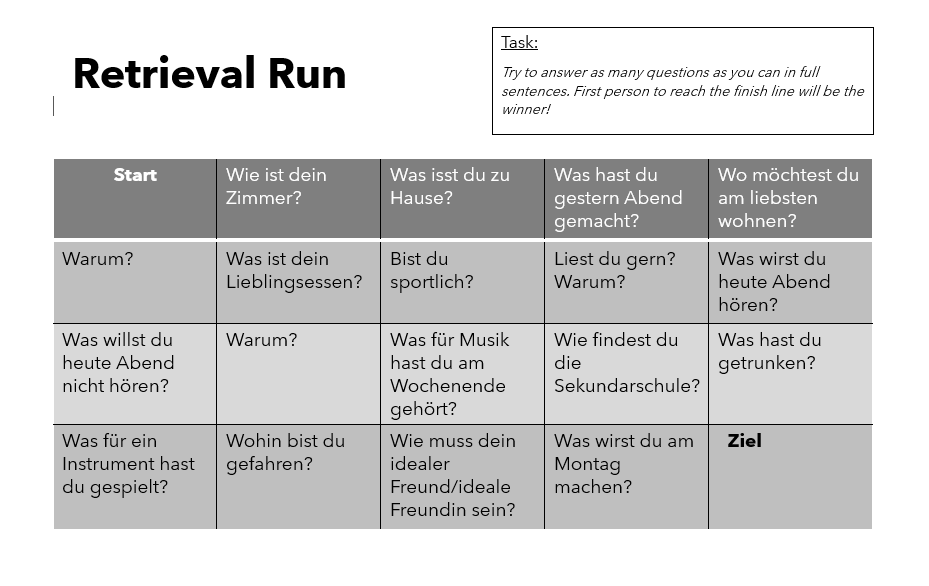 Retrieval Run
Task:
Try to answer as many questions as you can in full
sentences. First person to reach the finish line will be the
winner!
Start
Wie ist dein
Zimmer?
Was isst du zu
Hause?
Was hast du
gestern Abend
gemacht?
Wo möchtest du
am liebsten
wohnen?
Warum?
Was ist dein
Lieblingsessen?
Bist du
sportlich?
Liest du gern?
Warum?
Was wirst du
heute Abend
hören?
Was willst du
heute Abend
nicht hören?
Warum?
Was für Musik
hast du am
Wochenende
gehört?
Wie findest du
die
Sekundarschule?
Was hast du
getrunken?
Was für ein
Instrument hast
du gespielt?
Wohin bist du
gefahren?
Wie muss dein
idealer
Freund/ideale
Freundin sein?
Was wirst du am
Montag
machen?
Ziel